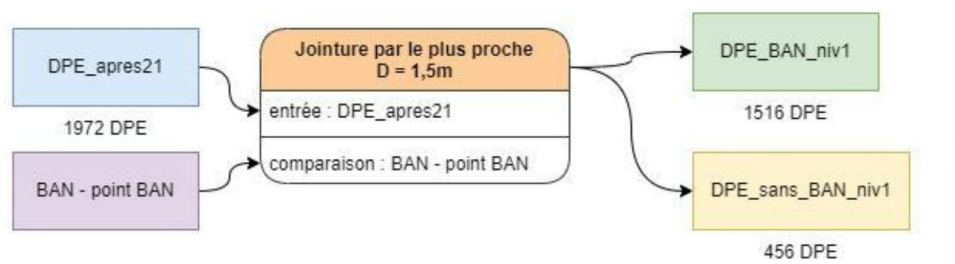 DPE_apres21
1972 DPE
BAN - point BAN
Jointure par le plus proche
D = 1,5m
entrée : DPE_apres21
comparaison : BAN - point BAN
DPE_BAN_niv1
1516 DPE
DPE_sans_BAN_niv1
456 DPE